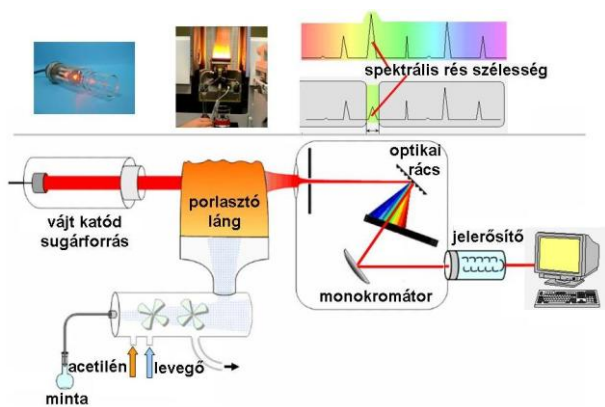 spektrális rés szélesség
optikai
rács
vájt katód
sugárforrás
porlasztó
láng
jelerősítő
monokromátor
acetilén
levegő
minta